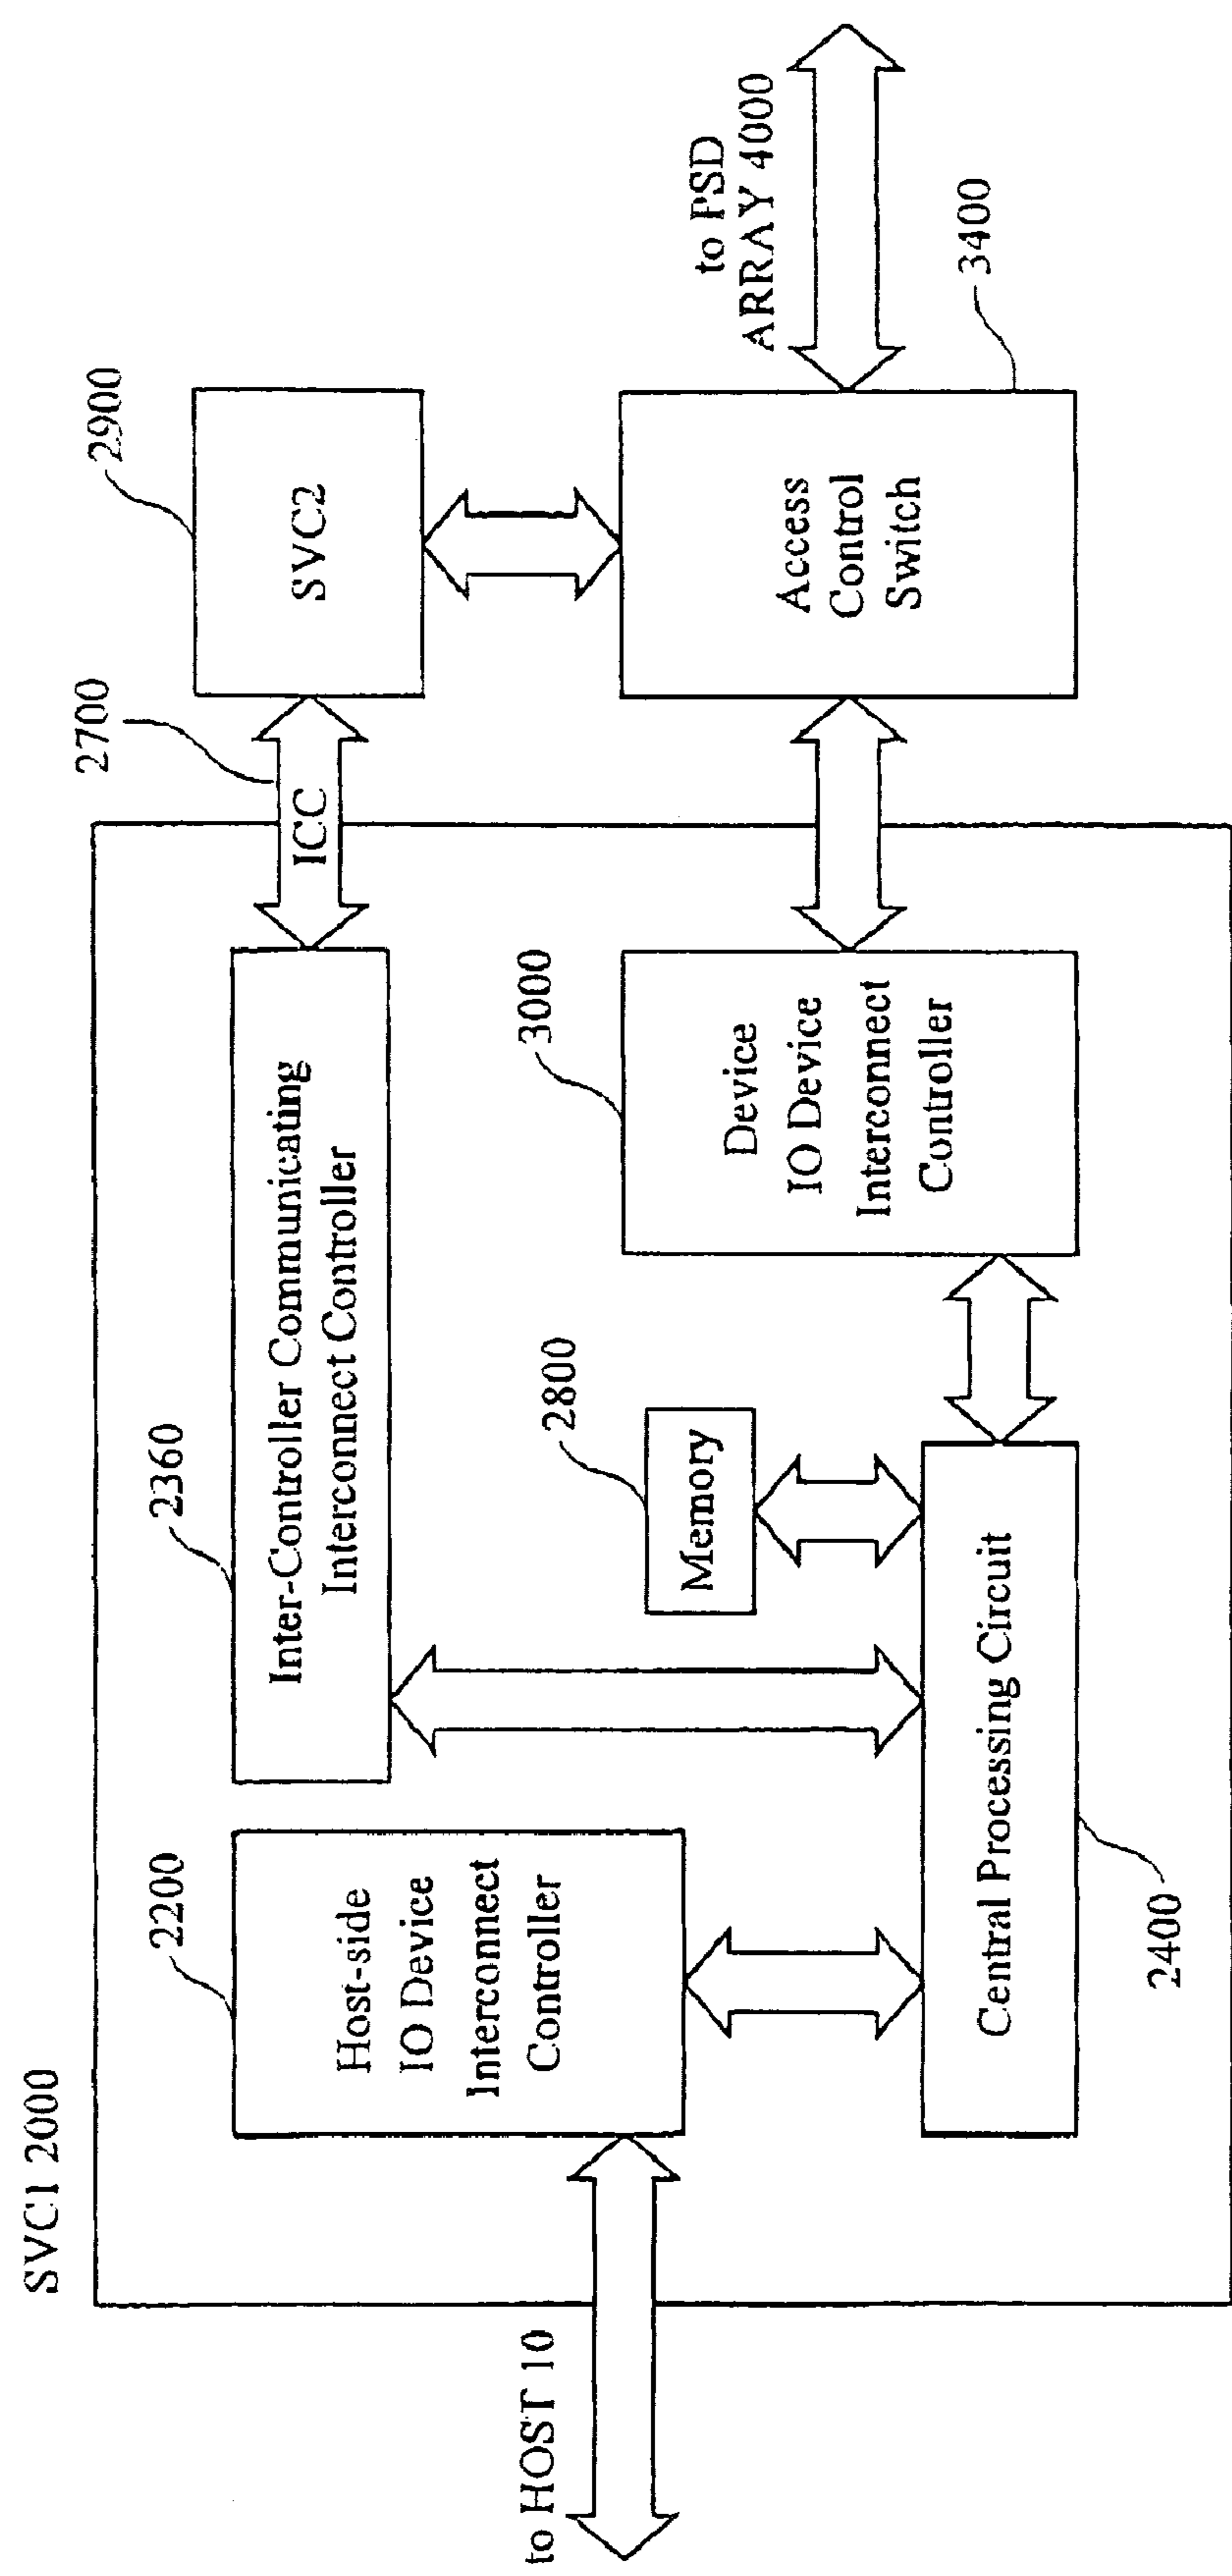 SVC1 2000
to HOST 10
2200
Host-side
IO Device
Interconnect
Controller
2360
Inter-Controller Communicating
Interconnect Controller
2700
ICC
2900
SVC2
2800
Memory
2400
Central Processing Circuit
3000
Device
IO Device
Interconnect
Controller
Access
Control
Switch
3400
to PSD
ARRAY 4000